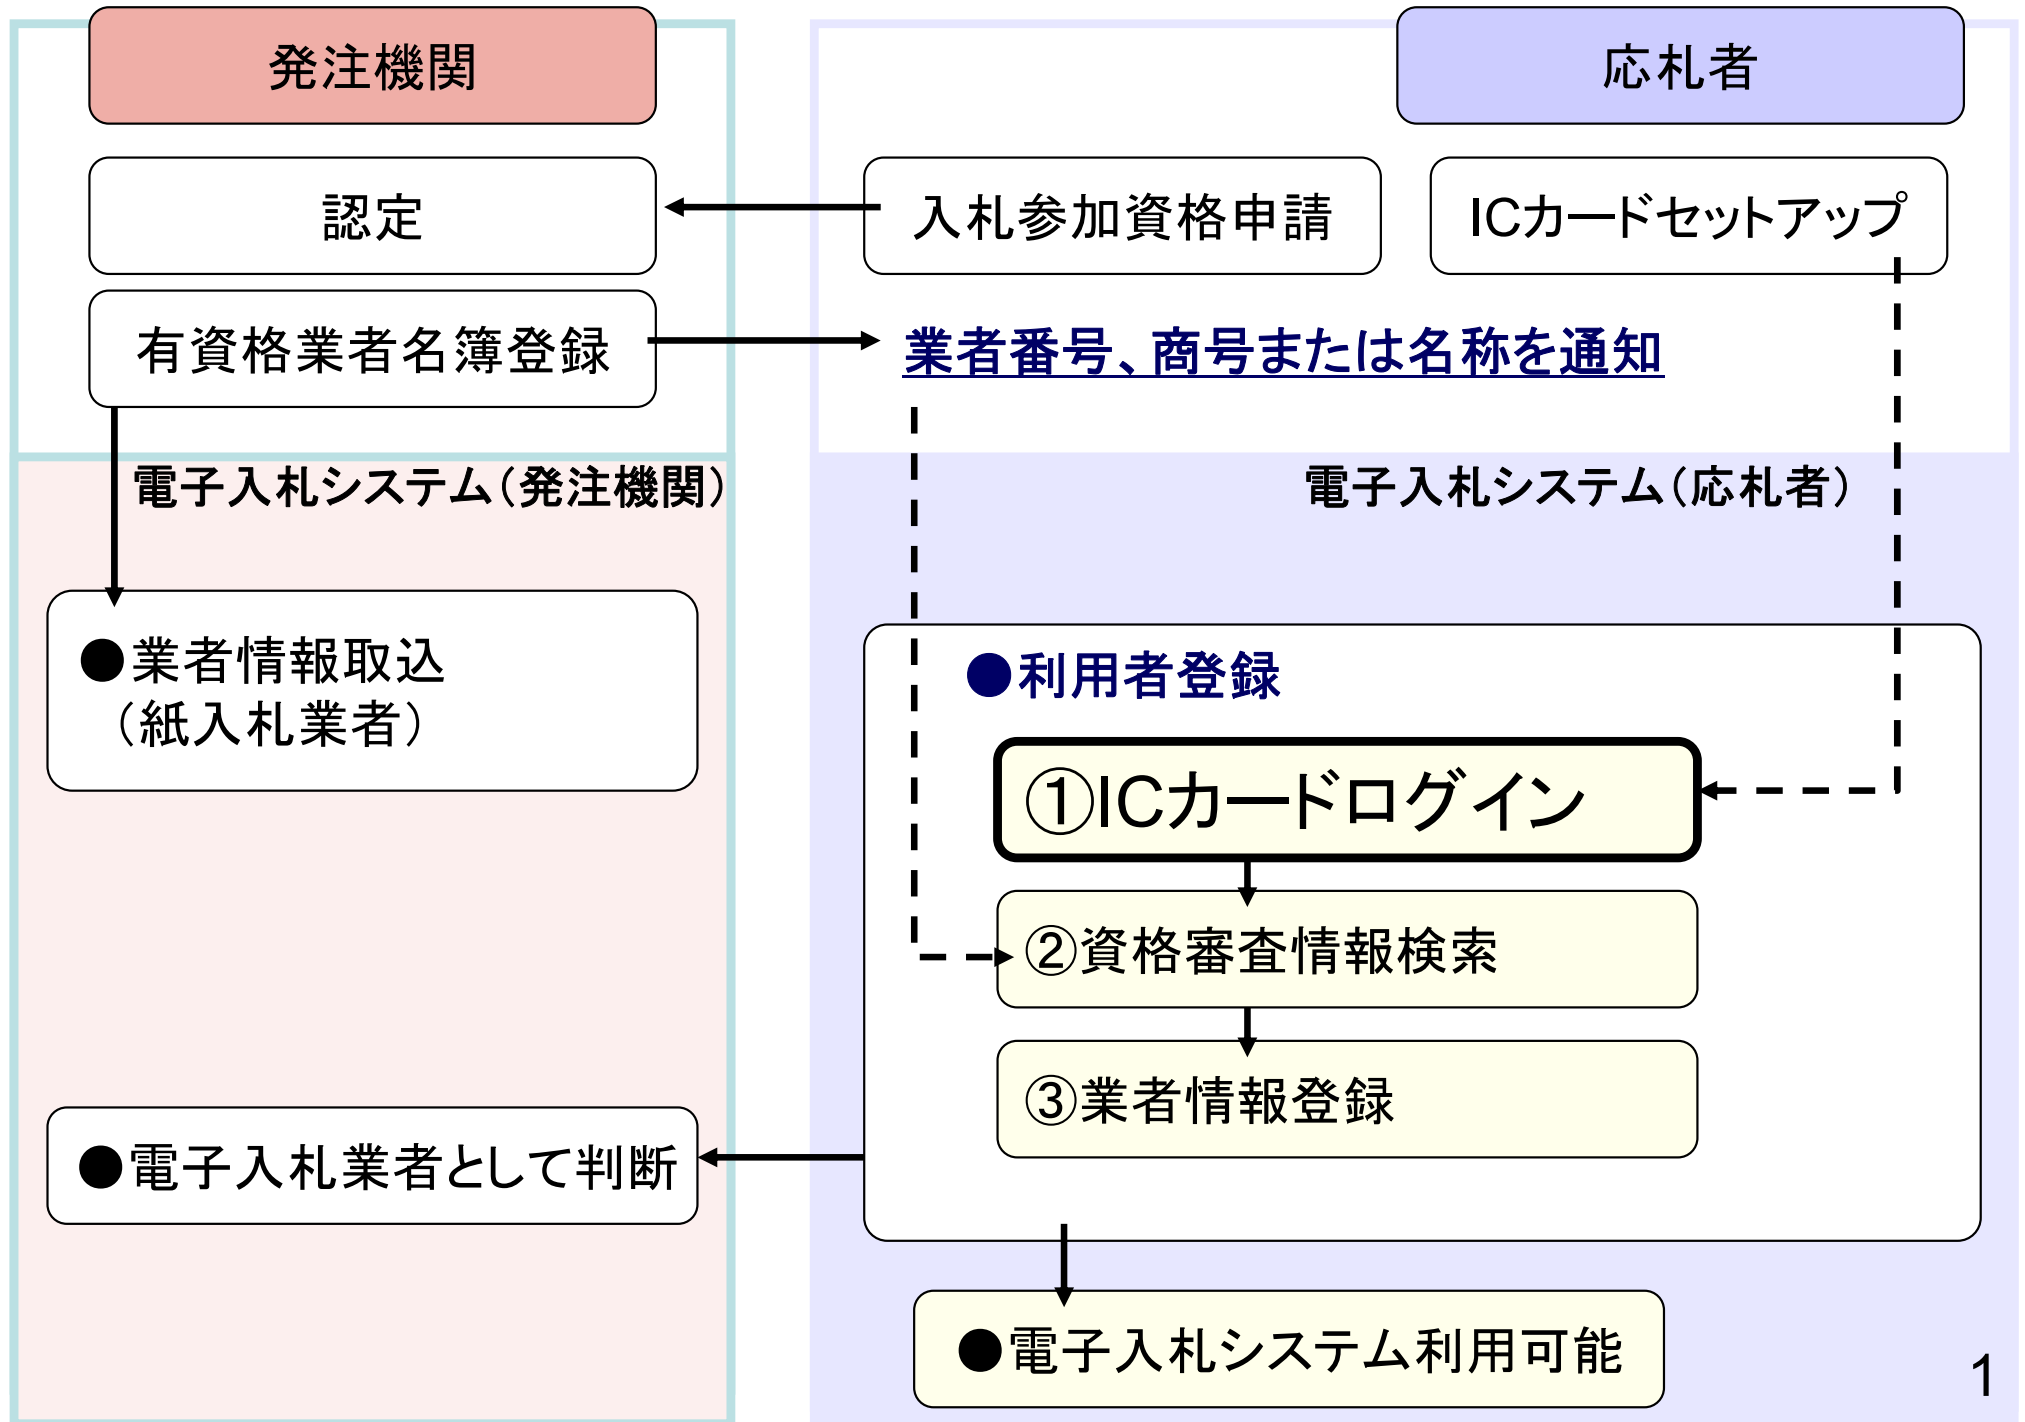 発注機関
応札者
認定
入札参加資格申請
ICカードセットアップ
有資格業者名簿登録
業者番号、商号または名称を通知
電子入札システム（発注機関）
電子入札システム（応札者）
●業者情報取込
（紙入札業者）
●利用者登録
①ICカードログイン
②資格審査情報検索
③業者情報登録
●電子入札業者として判断
●電子入札システム利用可能
1